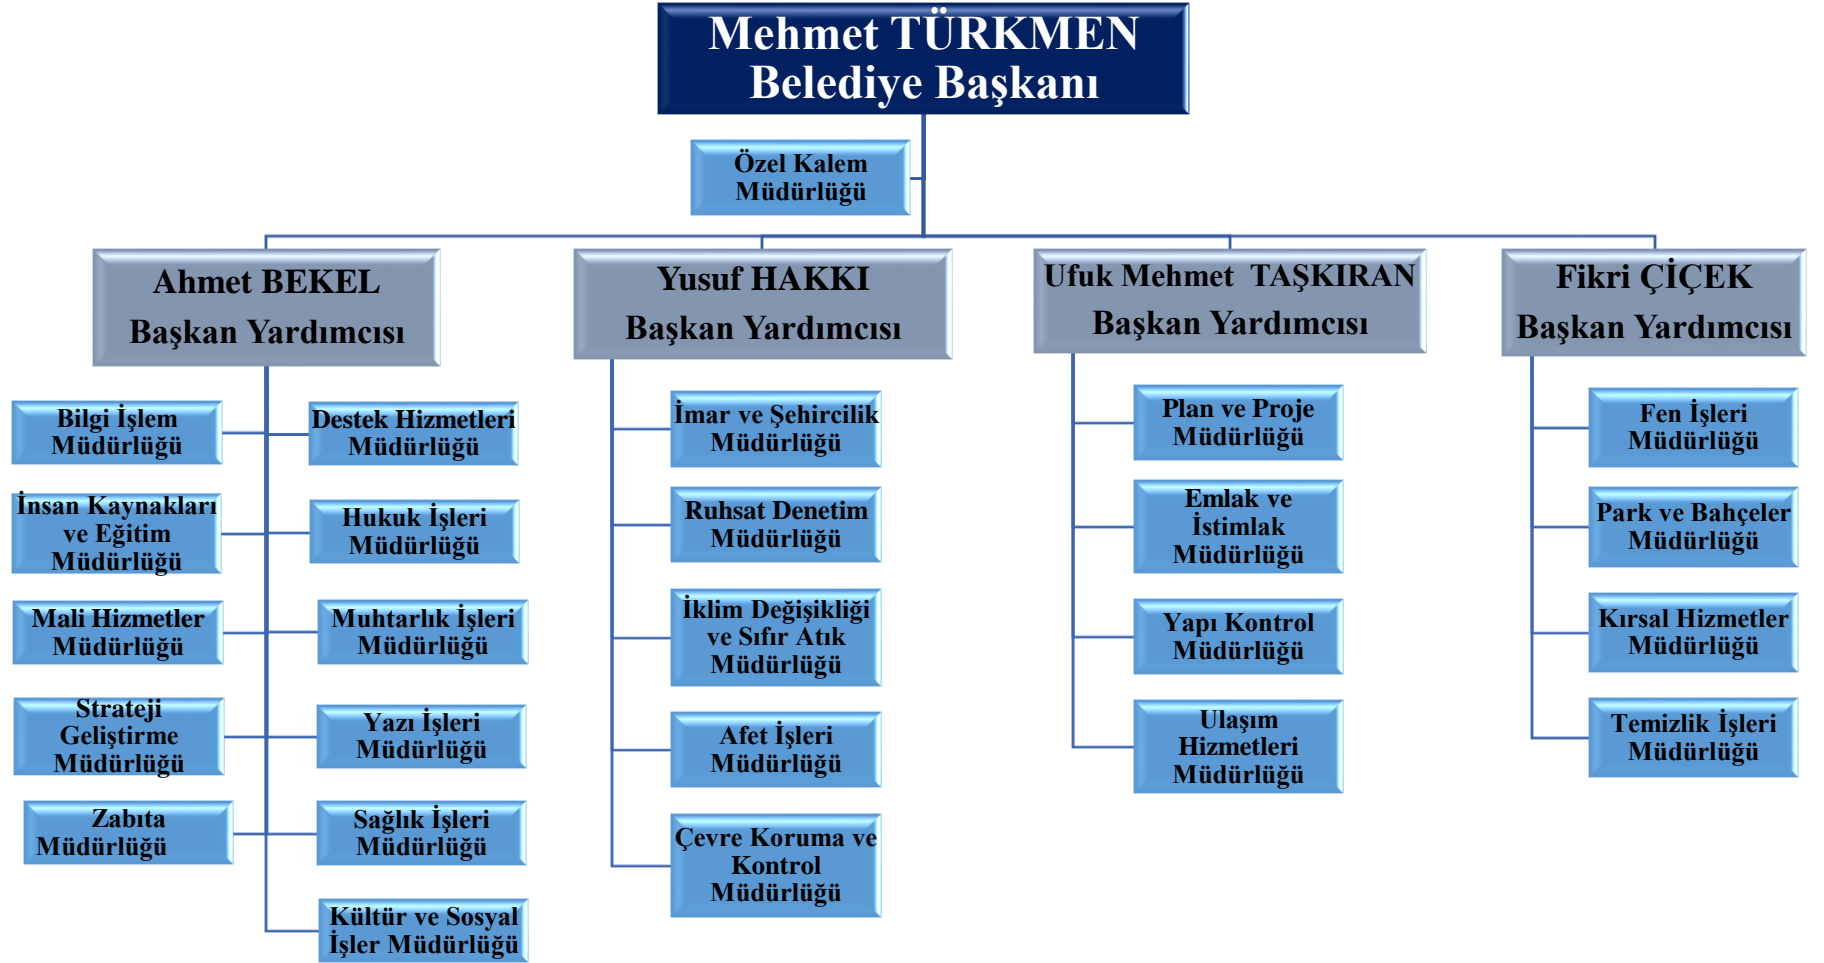 Mehmet TÜRKMEN
Belediye Başkanı
Özel Kalem
Müdürlüğü
Ahmet BEKEL
Başkan Yardımcısı
Bilgi İşlem
Müdürlüğü
Destek Hizmetleri
Müdürlüğü
İnsan Kaynakları
ve Eğitim
Müdürlüğü
Hukuk İşleri
Müdürlüğü
Mali Hizmetler
Müdürlüğü
Muhtarlık İşleri
Müdürlüğü
Strateji
Geliştirme
Müdürlüğü
Yazı İşleri
Müdürlüğü
Zabıta
Müdürlüğü
Sağlık İşleri
Müdürlüğü
Kültür ve Sosyal
İşler Müdürlüğü
Yusuf HAKKI
Başkan Yardımcısı
İmar ve Şehircilik
Müdürlüğü
Ruhsat Denetim
Müdürlüğü
İklim Değişikliği
ve Sıfır Atık
Müdürlüğü
Afet İşleri
Müdürlüğü
Çevre Koruma ve
Kontrol
Müdürlüğü
Ufuk Mehmet TAŞKIRAN
Başkan Yardımcısı
Plan ve Proje
Müdürlüğü
Emlak ve
İstimlak
Müdürlüğü
Yapı Kontrol
Müdürlüğü
Ulaşım
Hizmetleri
Müdürlüğü
Fikri ÇİÇEK
Başkan Yardımcısı
Fen İşleri
Müdürlüğü
Park ve Bahçeler
Müdürlüğü
Kırsal Hizmetler
Müdürlüğü
Temizlik İşleri
Müdürlüğü